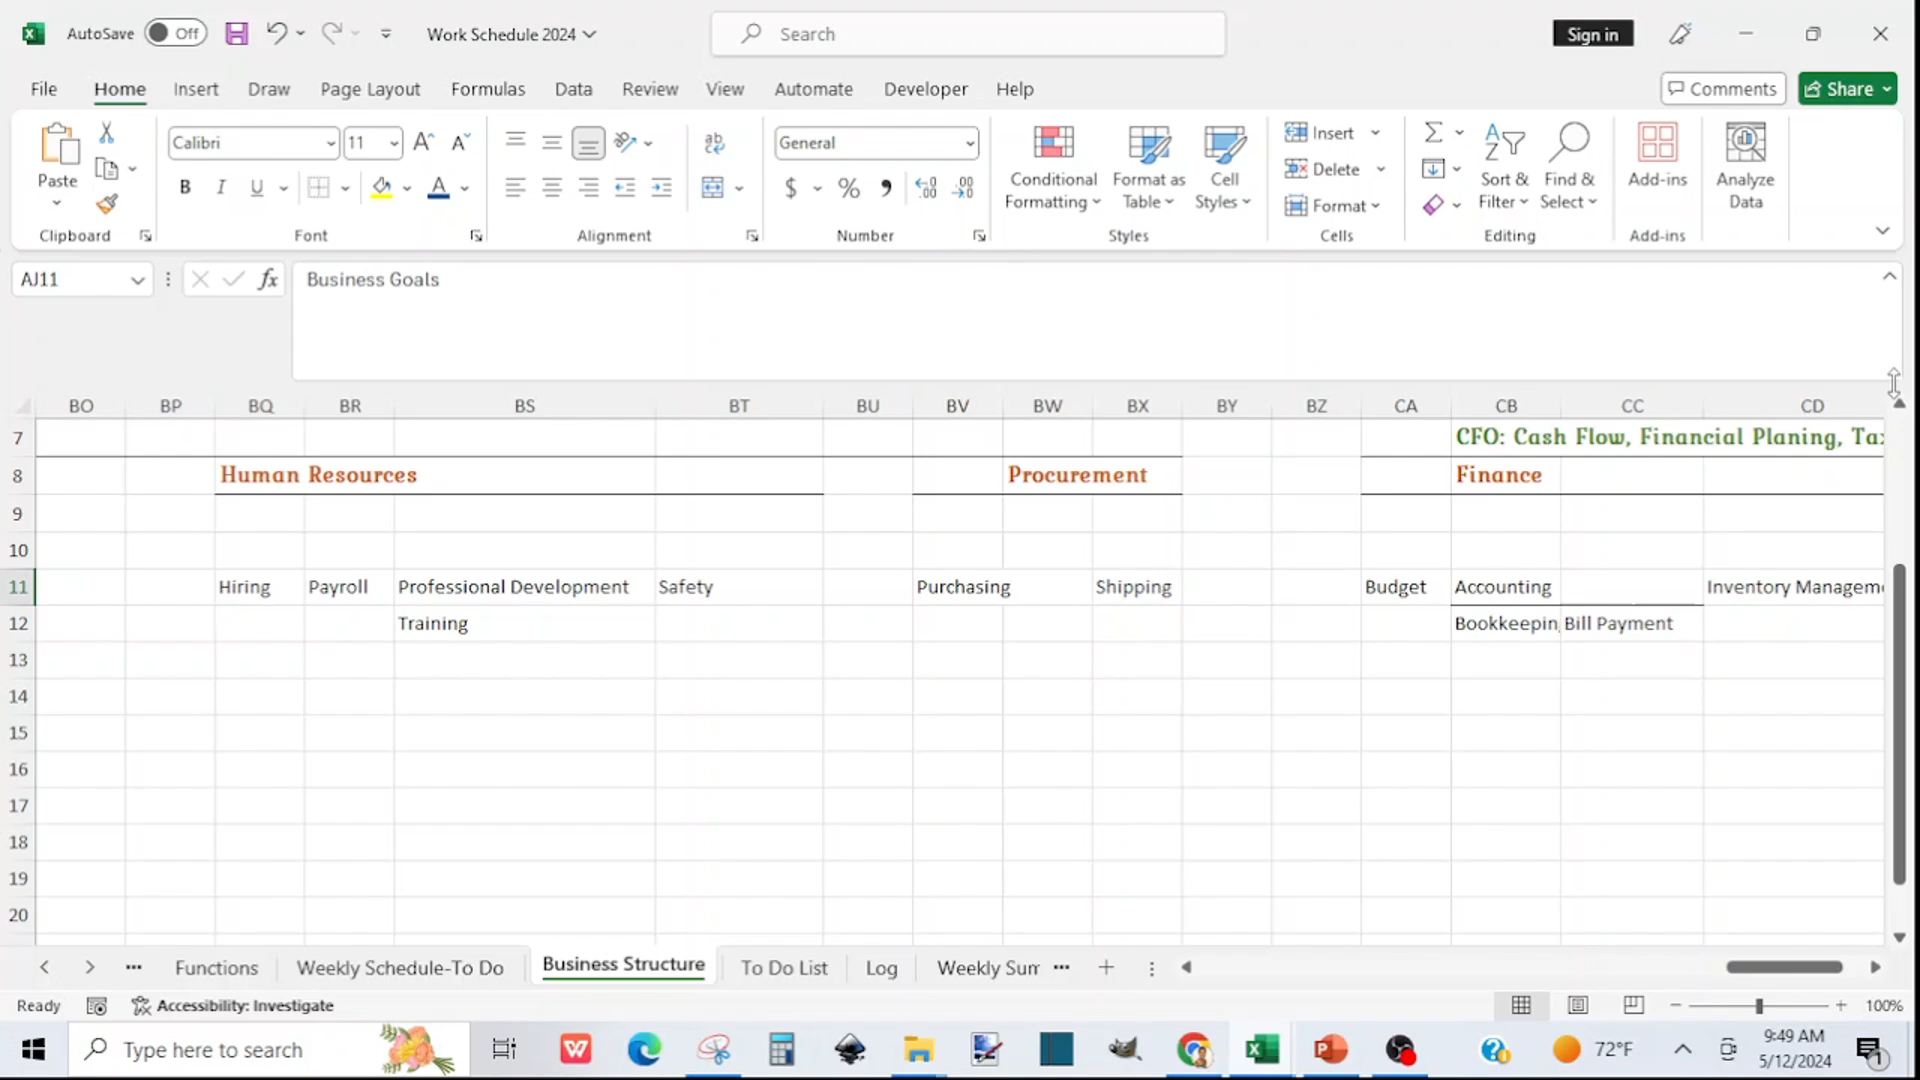 AutoSave Off Work Schedule 2024 Search Sign in
File Home Insert Draw Page Layout Formulas Data Review View Automate Developer Help Comments Share
Paste
Clipboard
Calibri 11
B I U A
Font
ab
Alignment
General
$ % 9
Number
Conditional Formatting
Format as Table
Cell Styles
Styles
Insert
Delete
Format
Cells
Sort & Filter
Find & Select
Editing
Add-ins
Add-ins
Analyze Data
AJ11 fx Business Goals
BO BP BQ BR BS BT BU BV BW BX BY BZ CA CB CC CD
7 CFO: Cash Flow, Financial Planing, Tax
8 Human Resources Procurement Finance
9
10
11 Hiring Payroll Professional Development Safety Purchasing Shipping Budget Accounting Inventory Manageme
12 Training Bookkeepin Bill Payment
13
14
15
16
17
18
19
20
Functions Weekly Schedule-To Do Business Structure To Do List Log Weekly Sum
Ready Accessibility: Investigate 100%
Type here to search 72°F 9:49 AM
5/12/2024 1